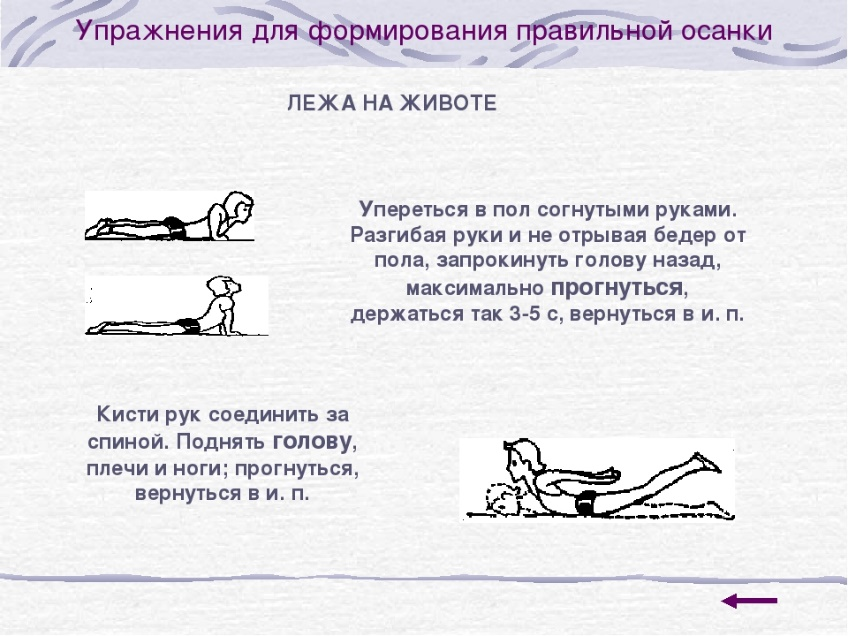 Упражнения для формирования правильной осанки
ЛЕЖА НА ЖИВОТЕ
Упереться в пол согнутыми руками.
Разгибая руки и не отрывая бедер от
пола, запрокинуть голову назад,
максимально прогнуться,
держаться так 3-5 с, вернуться в и. п.
Кисти рук соединить за
спиной. Поднять голову,
плечи и ноги; прогнуться,
вернуться в и. п.